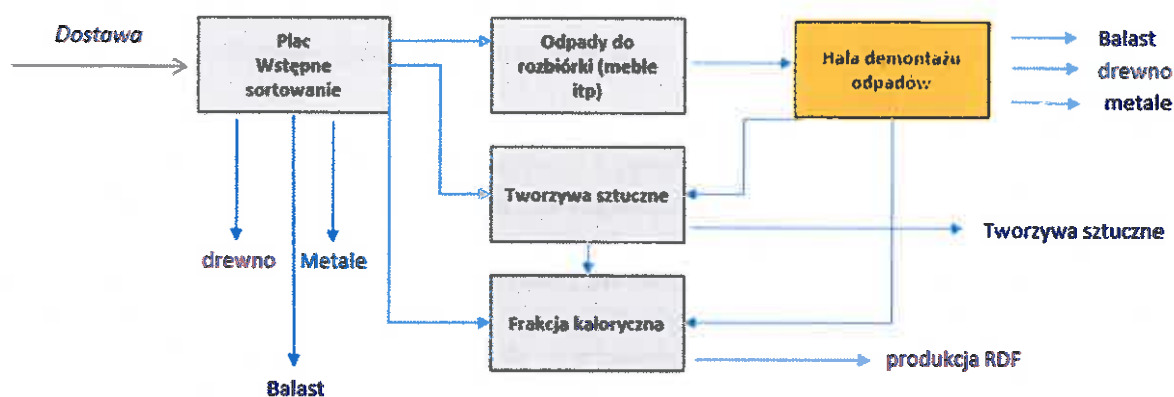 Dostawa
Plac
Wstępne
sortowanie
Odpady do
rozbiórki (meble
itp)
Hala demontażu
odpadów
Balast
drewno
metale
Tworzywa sztuczne
Tworzywa sztuczne
drewno
Metale
Frakcja kaloryczna
produkcja RDF
Balast